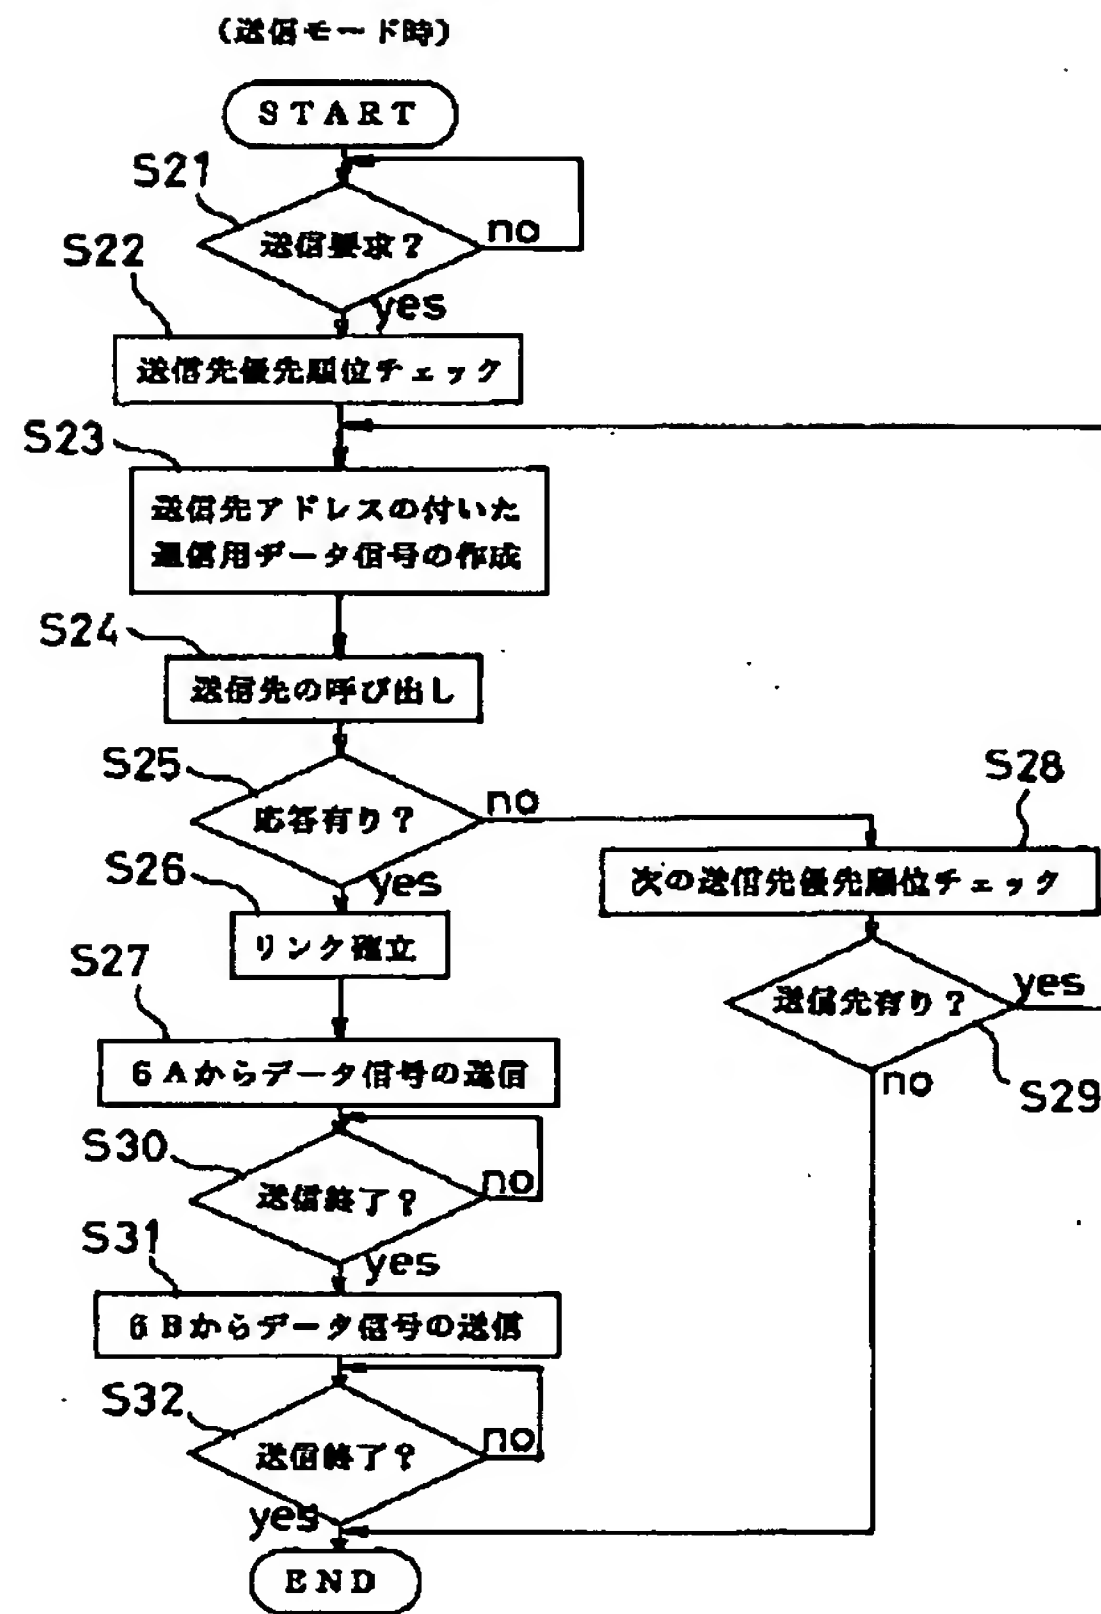 (送信モード時)
START
S21
送信要求?
no
yes
S22
送信先優先順位チェック
S23
送信先アドレスの付いた
通信用データ信号の作成
S24
送信先の呼び出し
S25
応答有り?
no
yes
S26
リンク確立
S27
6Aからデータ信号の送信
S28
次の送信先優先順位チェック
送信先有り?
yes
S29
no
S30
送信終了?
no
yes
S31
6Bからデータ信号の送信
S32
送信終了?
no
yes
END